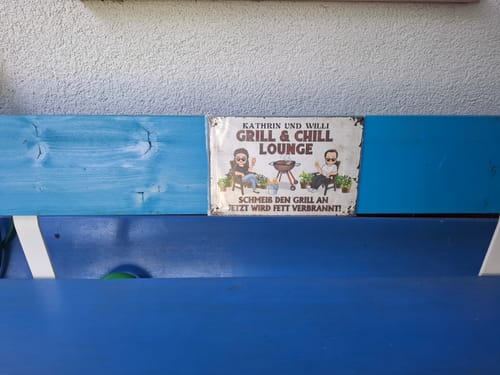 KATHRIN UND WILLI
GRILL & CHILL
LOUNGE
SCHMEIß DEN GRILL AN
JETZT WIRD FETT VERBRANNT!